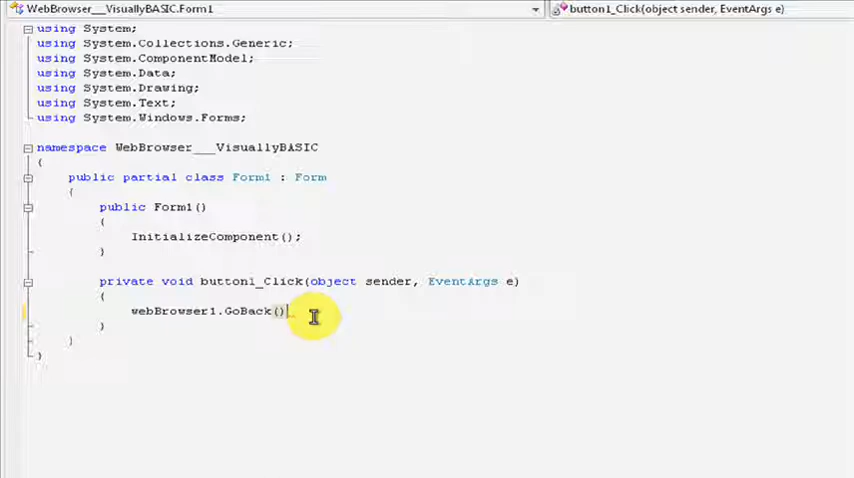 WebBrowser___VisuallyBASIC.Form1
button1_Click(object sender, EventArgs e)
using System;
using System.Collections.Generic;
using System.ComponentModel;
using System.Data;
using System.Drawing;
using System.Text;
using System.Windows.Forms;
namespace WebBrowser___VisuallyBASIC
{
public partial class Form1 : Form
{
public Form1()
{
InitializeComponent();
}
private void button1_Click(object sender, EventArgs e)
{
webBrowser1.GoBack()
}
}
}